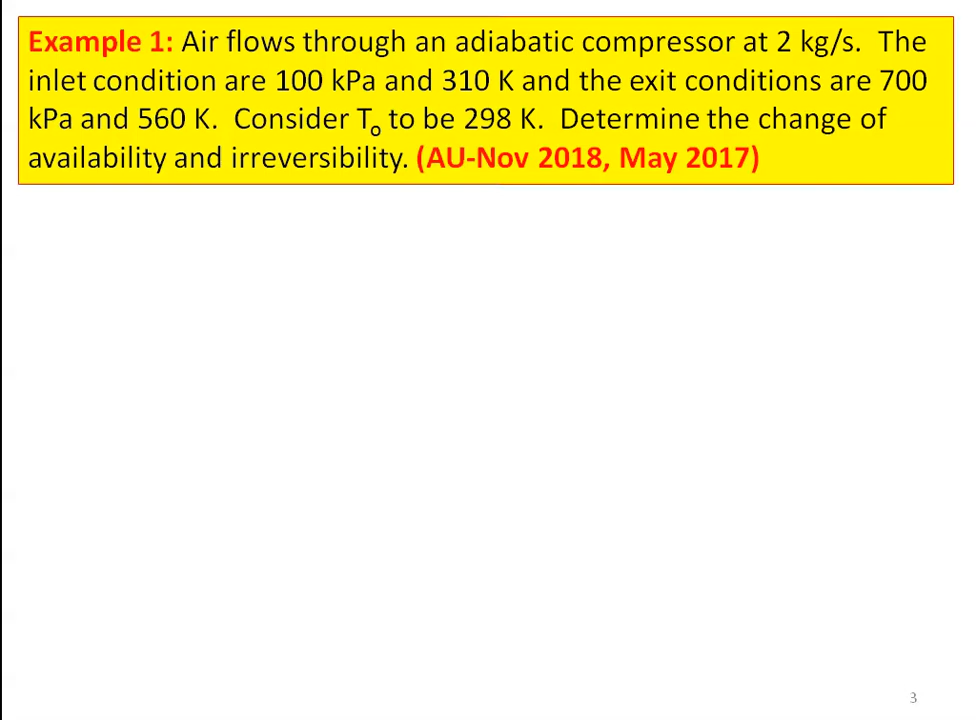 Example 1: Air flows through an adiabatic compressor at 2 kg/s. The
inlet condition are 100 kPa and 310 K and the exit conditions are 700
kPa and 560 K. Consider To to be 298 K. Determine the change of
availability and irreversibility. (AU-Nov 2018, May 2017)
3